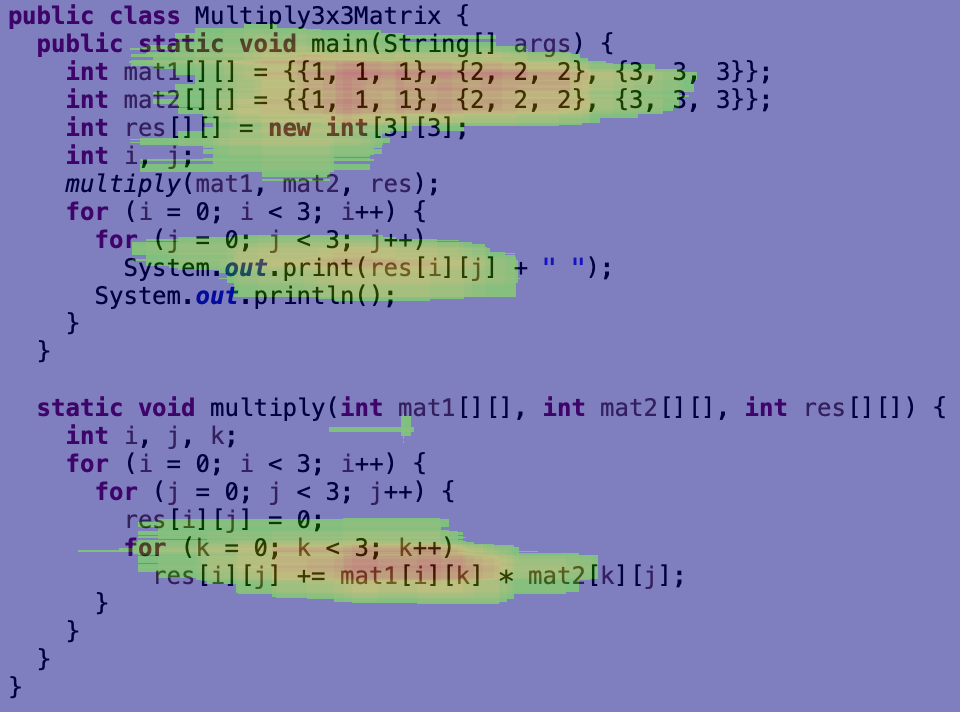 public class Multiply3x3Matrix {
  public static void main(String[] args) {
    int mat1[][] = {{1, 1, 1}, {2, 2, 2}, {3, 3, 3}};
    int mat2[][] = {{1, 1, 1}, {2, 2, 2}, {3, 3, 3}};
    int res[][] = new int[3][3];
    int i, j;
    multiply(mat1, mat2, res);
    for (i = 0; i < 3; i++) {
      for (j = 0; j < 3; j++)
        System.out.print(res[i][j] + " ");
      System.out.println();
    }
  }

  static void multiply(int mat1[][], int mat2[][], int res[][]) {
    int i, j, k;
    for (i = 0; i < 3; i++) {
      for (j = 0; j < 3; j++) {
        res[i][j] = 0;
        for (k = 0; k < 3; k++)
          res[i][j] += mat1[i][k] * mat2[k][j];
      }
    }
  }
}